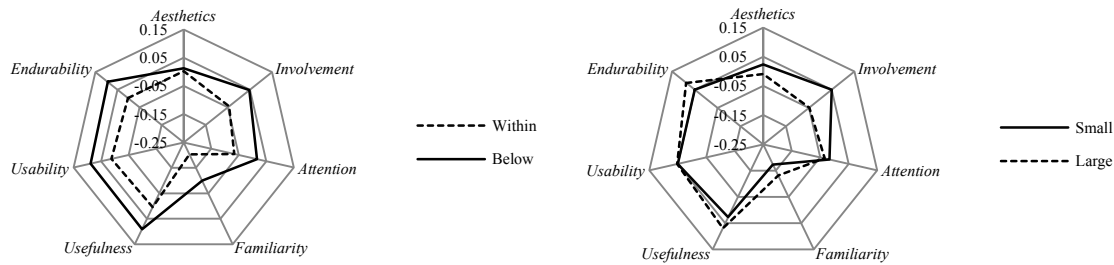 Aesthetics
0.15
0.05
-0.05
-0.15
-0.25
Endurability
Involvement
Usability
Attention
Usefulness
Familiarity
Within
Below
Aesthetics
0.15
0.05
-0.05
-0.15
-0.25
Endurability
Involvement
Usability
Attention
Usefulness
Familiarity
Small
Large